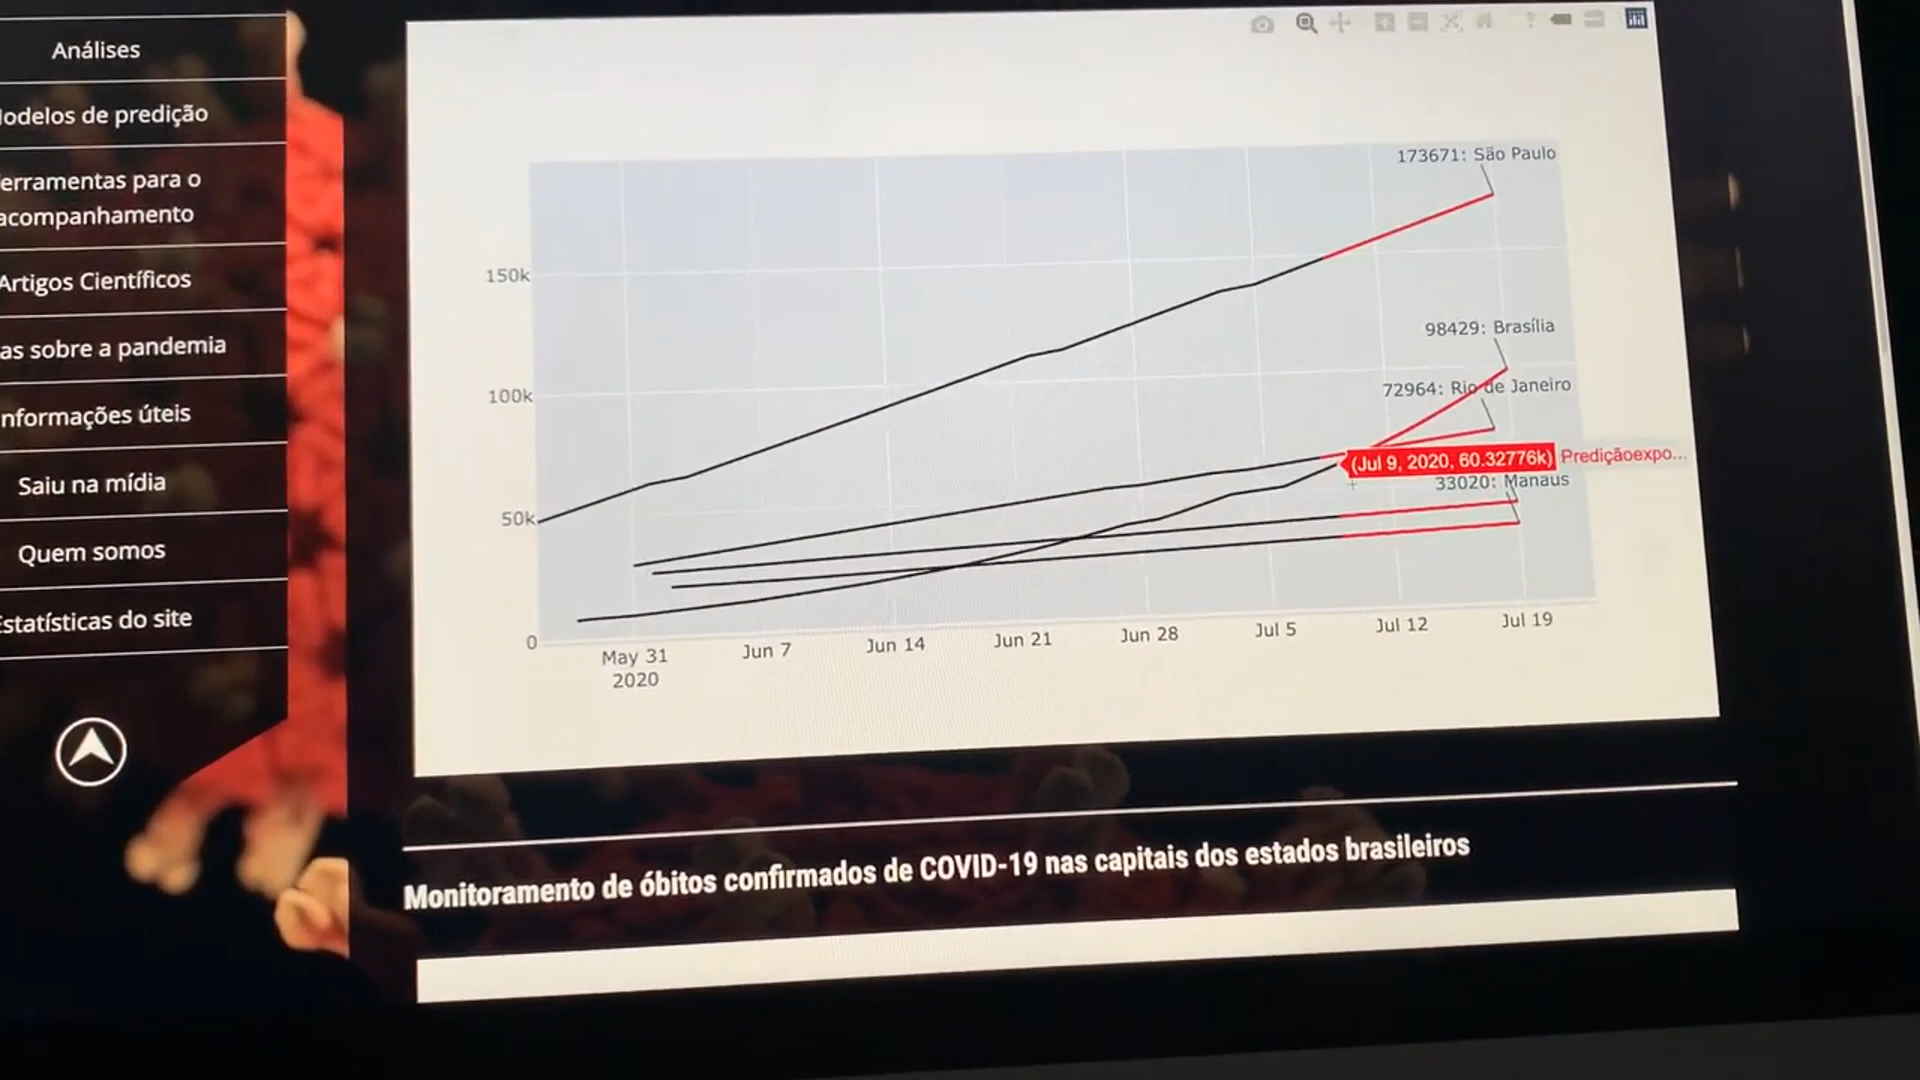 Análises
odelos de predição
erramentas para o
acompanhamento
Artigos Científicos
as sobre a pandemia
nformações úteis
Saiu na mídia
Quem somos
Estatísticas do site
173671: São Paulo
98429: Brasília
72964: Rio de Janeiro
(Jul 9, 2020, 60.32776k) Prediçãoexpo...
33020: Manaus
150k
100k
50k
0
May 31
2020
Jun 7
Jun 14
Jun 21
Jun 28
Jul 5
Jul 12
Jul 19
Monitoramento de óbitos confirmados de COVID-19 nas capitais dos estados brasileiros